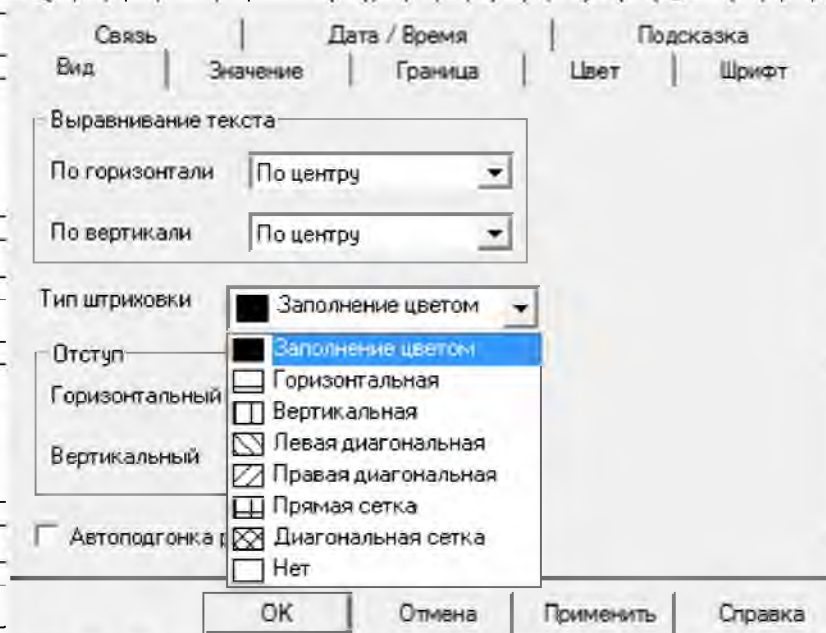 Связь Дата / Время Подсказка
Вид Значение Граница Цвет Шрифт
Выравнивание текста
По горизонтали По центру
По вертикали По центру
Тип штриховки Заполнение цветом
Заполнение цветом
Отступ
Горизонтальная
Горизонтальный
Вертикальная
Левая диагональная
Вертикальный
Правая диагональная
Прямая сетка
Автоподгонка
Диагональная сетка
Нет
OK Отмена Применить Справка